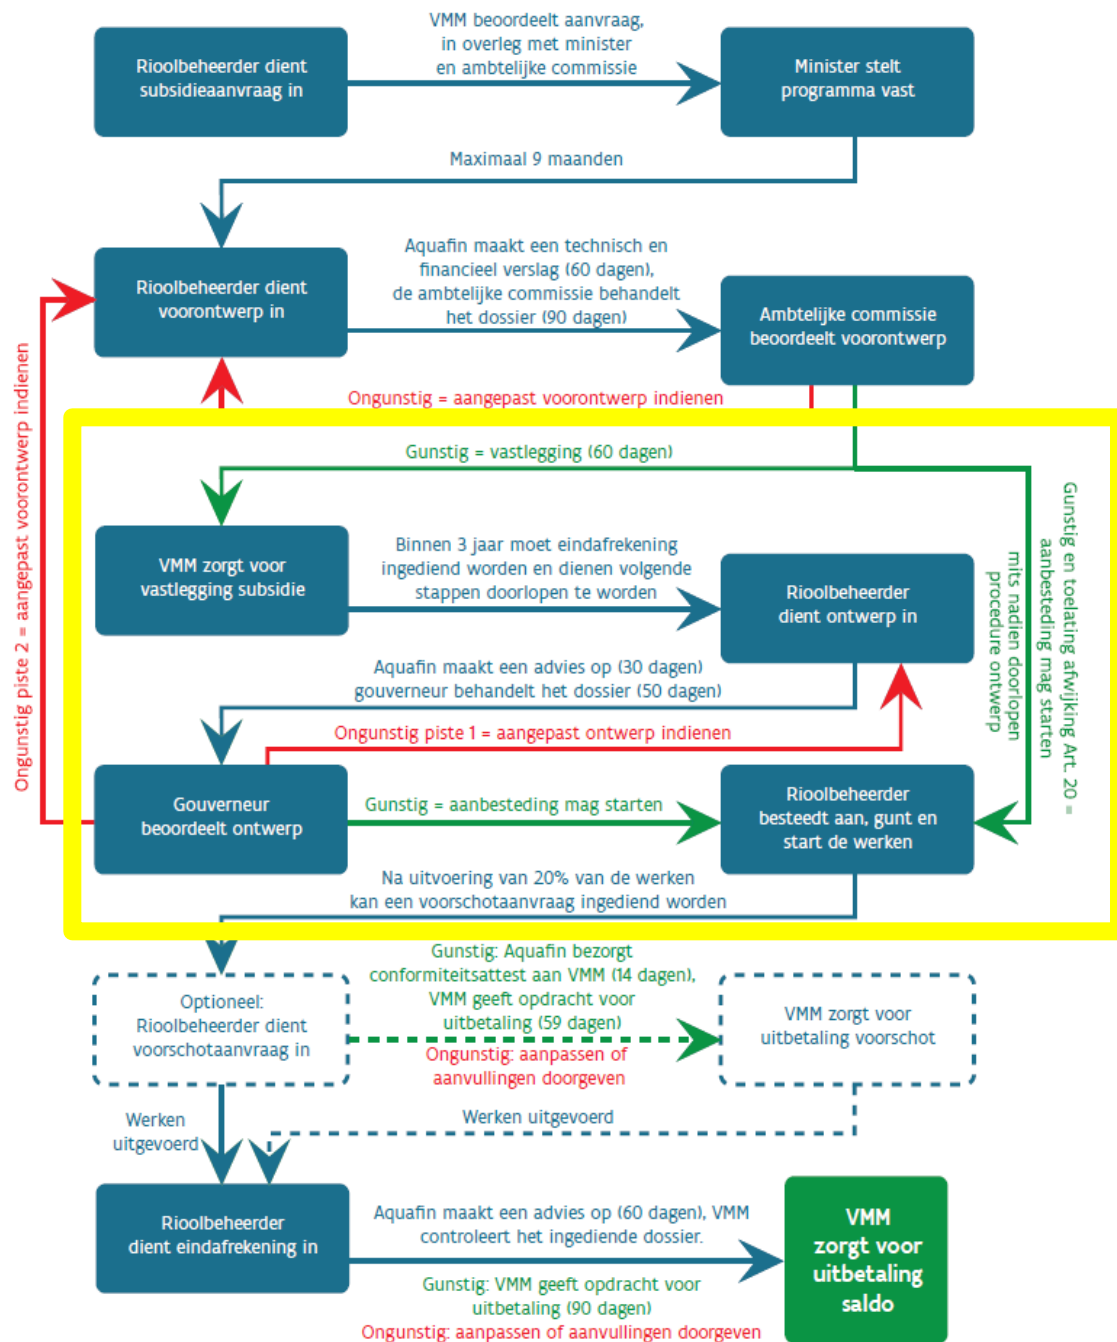 Rioolbeheerder dient
subsidieaanvraag in
VMM beoordeelt aanvraag,
in overleg met minister
en ambtelijke commissie
Minister stelt
programma vast
Maximaal 9 maanden
Rioolbeheerder dient
voorontwerp in
Aquafin maakt een technisch en
financieel verslag (60 dagen),
de ambtelijke commissie behandelt
het dossier (90 dagen)
Ambtelijke commissie
beoordeelt voorontwerp
Ongunstig = aangepast voorontwerp indienen
Gunstig = vastlegging (60 dagen)
Ongunstig piste 2 = aangepast voorontwerp indienen
Gunstig en toelating afwijking Art. 20 =
aanbesteding mag starten
mits nadien doorlopen
procedure ontwerp
VMM zorgt voor
vastlegging subsidie
Binnen 3 jaar moet eindafrekening
ingediend worden en dienen volgende
stappen doorlopen te worden
Rioolbeheerder
dient ontwerp in
Aquafin maakt een advies op (30 dagen)
gouverneur behandelt het dossier (50 dagen)
Ongunstig piste 1 = aangepast ontwerp indienen
Gouverneur
beoordeelt ontwerp
Gunstig = aanbesteding mag starten
Rioolbeheerder
besteedt aan, gunt en
start de werken
Na uitvoering van 20% van de werken
kan een voorschotaanvraag ingediend worden
Optioneel:
Rioolbeheerder dient
voorschotaanvraag in
Gunstig: Aquafin bezorgt
conformiteitsattest aan VMM (14 dagen),
VMM geeft opdracht voor
uitbetaling (59 dagen)
Ongunstig: aanpassen of
aanvullingen doorgeven
VMM zorgt voor
uitbetaling voorschot
Werken
uitgevoerd
Werken uitgevoerd
Rioolbeheerder
dient eindafrekening in
Aquafin maakt een advies op (60 dagen), VMM
controleert het ingediende dossier.
Gunstig: VMM geeft opdracht voor
uitbetaling (90 dagen)
Ongunstig: aanpassen of aanvullingen doorgeven
VMM
zorgt voor
uitbetaling
saldo